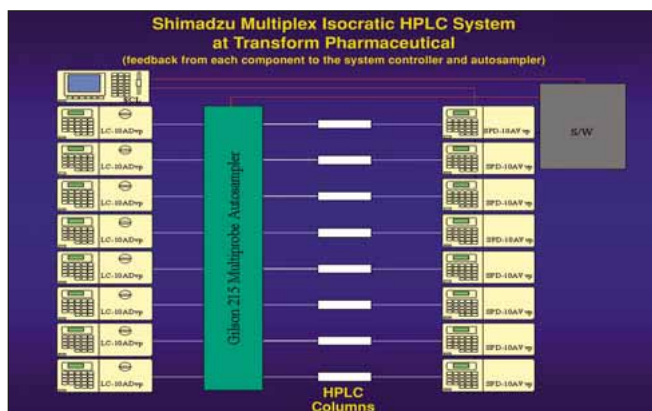 Shimadzu Multiplex Isocratic HPLC System
at Transform Pharmaceutical
(feedback from each component to the system controller and autosampler)
SCL
S/W
LC-10ADvp
SPD-10AVvp
LC-10ADvp
SPD-10AVvp
LC-10ADvp
SPD-10AVvp
LC-10ADvp
SPD-10AVvp
LC-10ADvp
SPD-10AVvp
LC-10ADvp
SPD-10AVvp
LC-10ADvp
SPD-10AVvp
LC-10ADvp
SPD-10AVvp
Gilson 215 Multiprobe Autosampler
HPLC
Columns